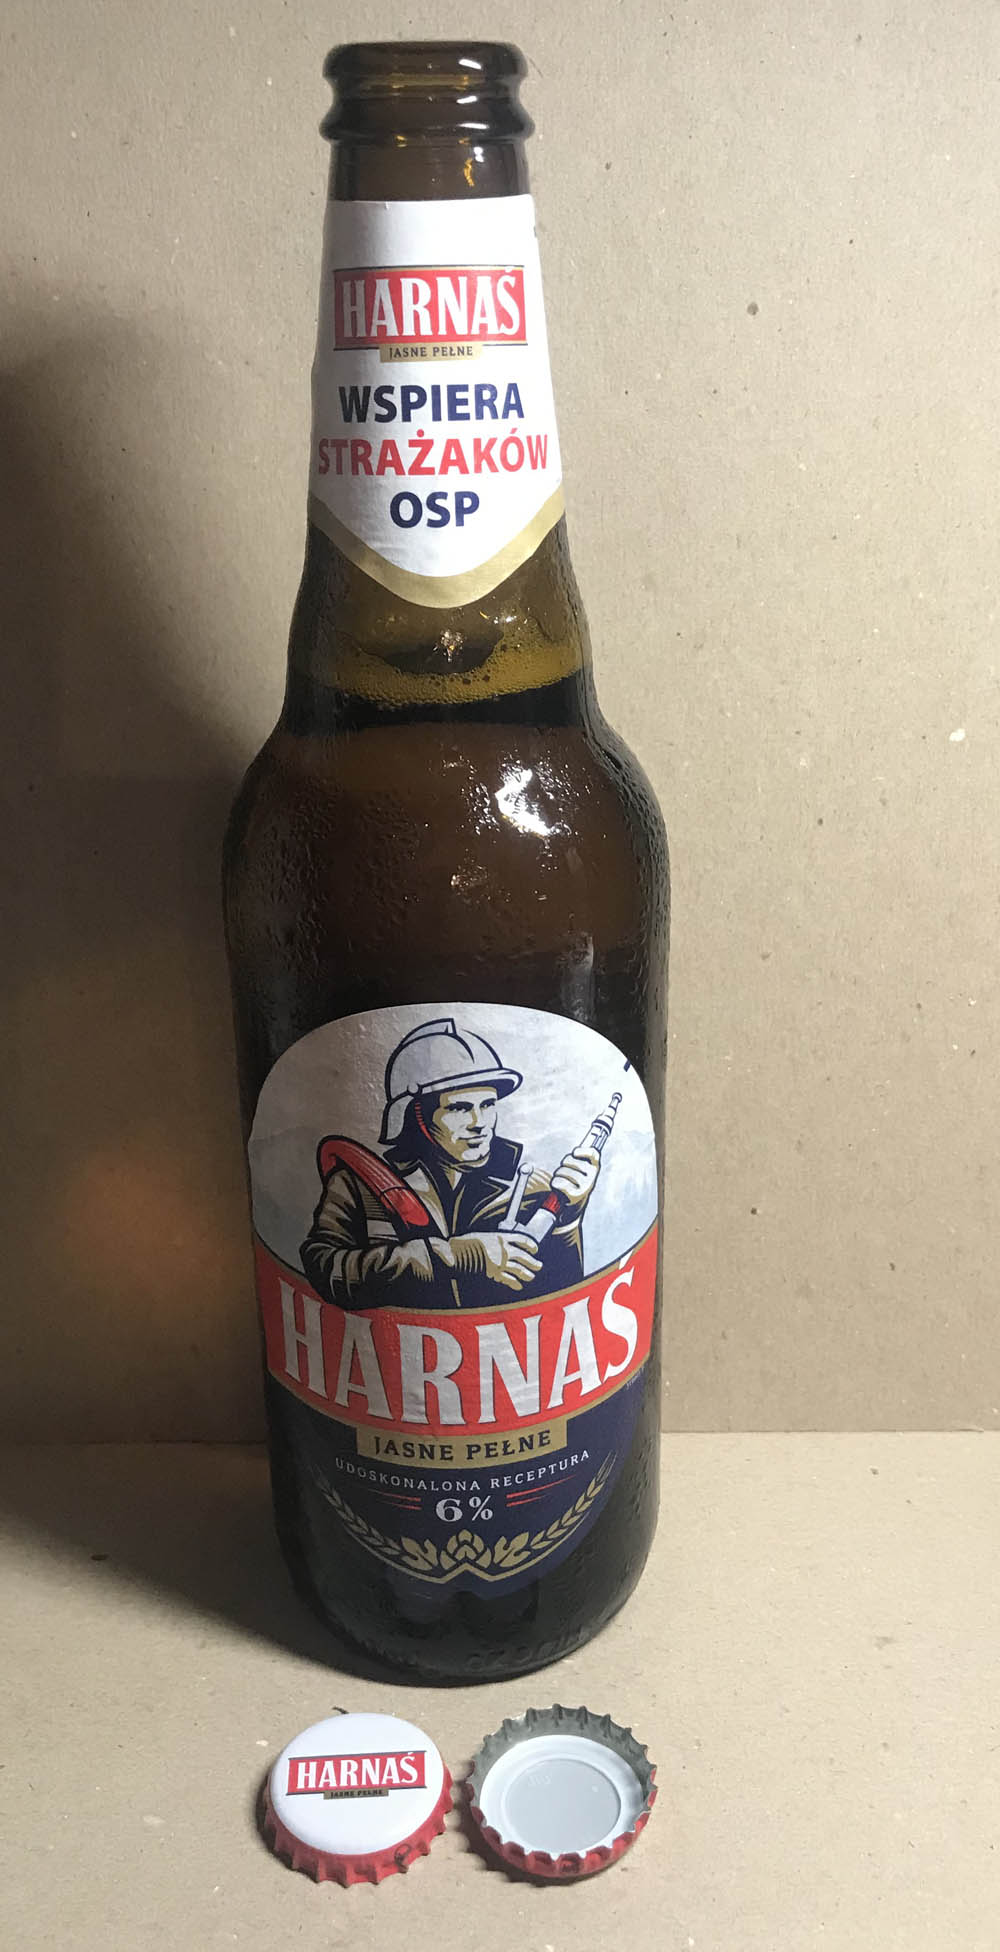 HARNAŚ
JASNE PEŁNE
WSPIERA
STRAŻAKÓW
OSP
HARNAŚ
JASNE PEŁNE
UDOSKONALONA RECEPTURA
6%
HARNAŚ
JASNE PEŁNE